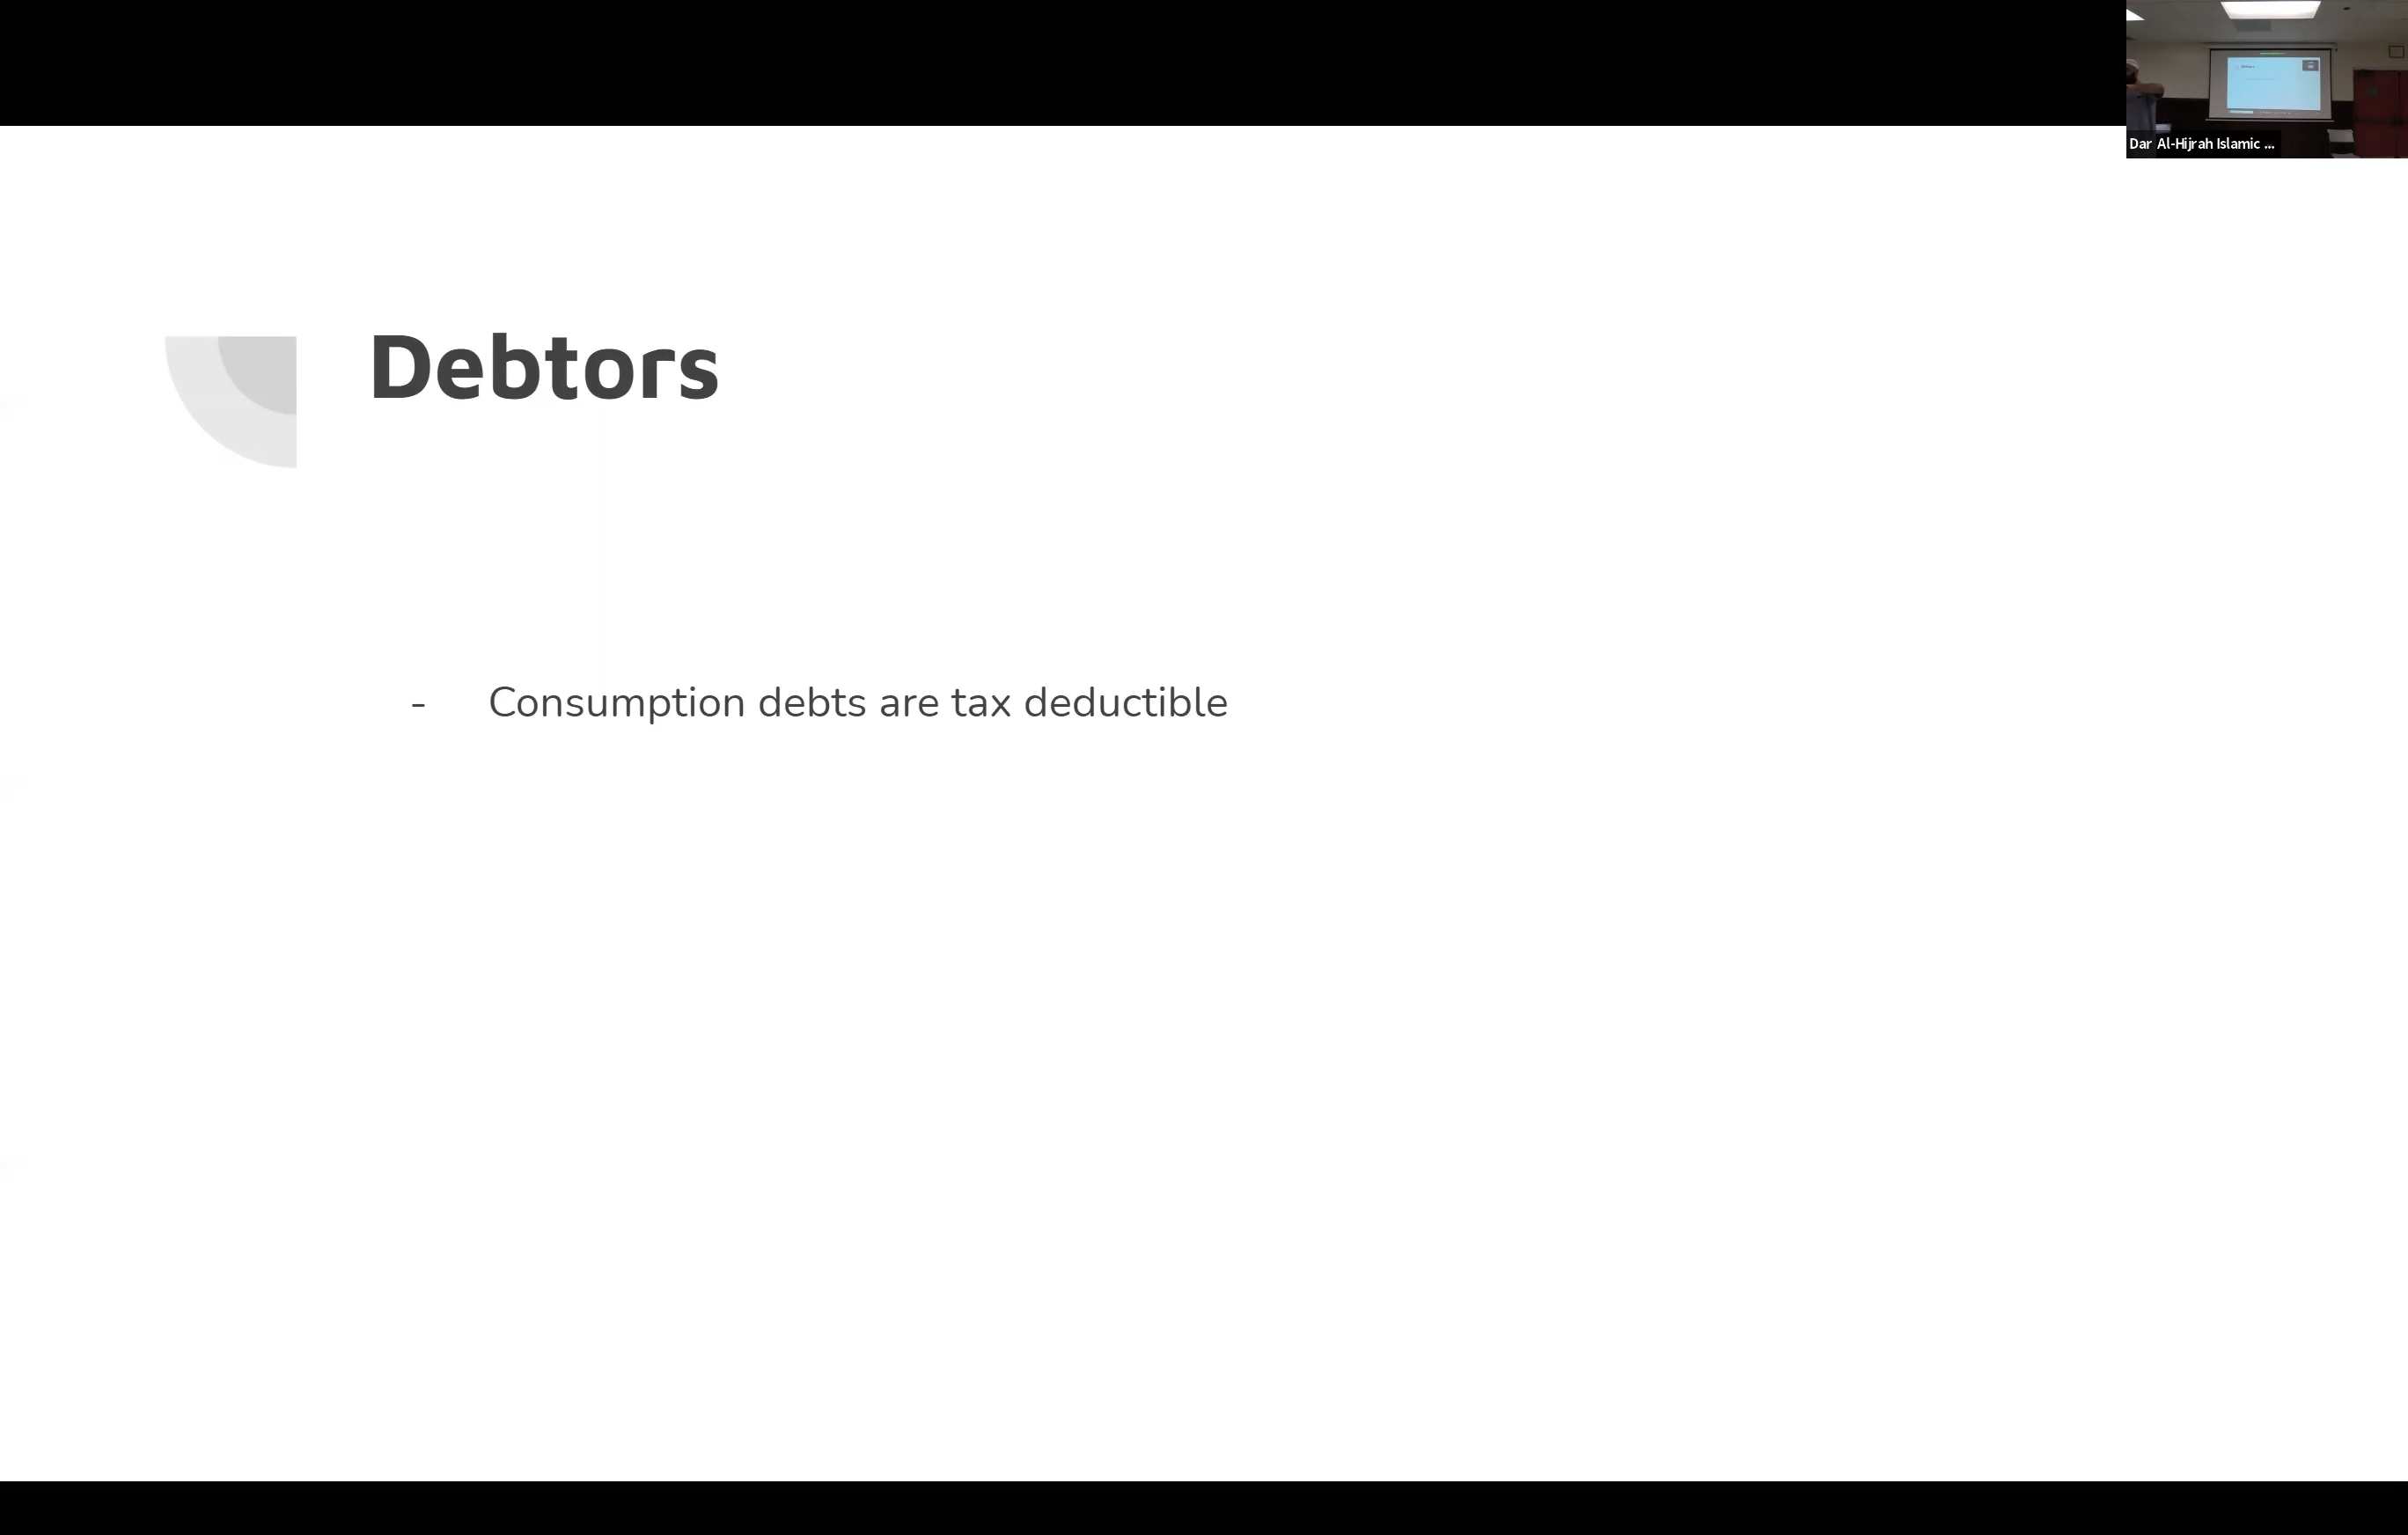 Dar Al-Hijrah Islamic ...
Debtors
- Consumption debts are tax deductible